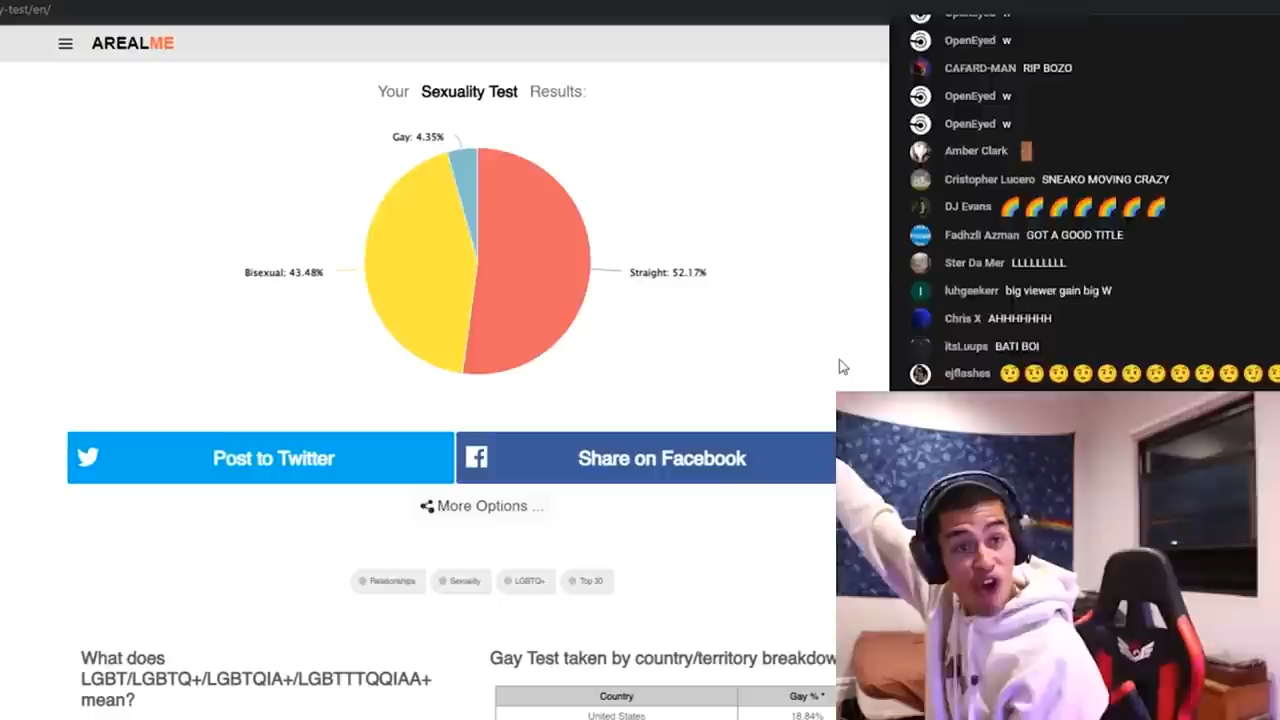 y-test/en/
AREALME
Your Sexuality Test Results:
Gay: 4.35%
Bisexual: 43.48%
Straight: 52.17%
Post to Twitter
Share on Facebook
More Options ...
Relationships
Sexuality
LGBTQ+
Top 30
What does
LGBT/LGBTQ+/LGBTQIA+/LGBTTTQQIAA+
mean?
Gay Test taken by country/territory breakdow
Country
Gay % *
United States
18.84%
OpenEyed w
OpenEyed w
CAFARD-MAN RIP BOZO
OpenEyed w
OpenEyed w
Amber Clark 🚪
Cristopher Lucero SNEAKO MOVING CRAZY
DJ Evans 🌈🌈🌈🌈🌈🌈🌈
Fadhzli Azman GOT A GOOD TITLE
Ster Da Mer LLLLLLLLL
luhgeekerr big viewer gain big W
Chris X AHHHHHHH
itsLuups BATI BOI
ejflashes 🤨🤨🤨🤨🤨🤨🤨🤨🤨🤨🤨🤨